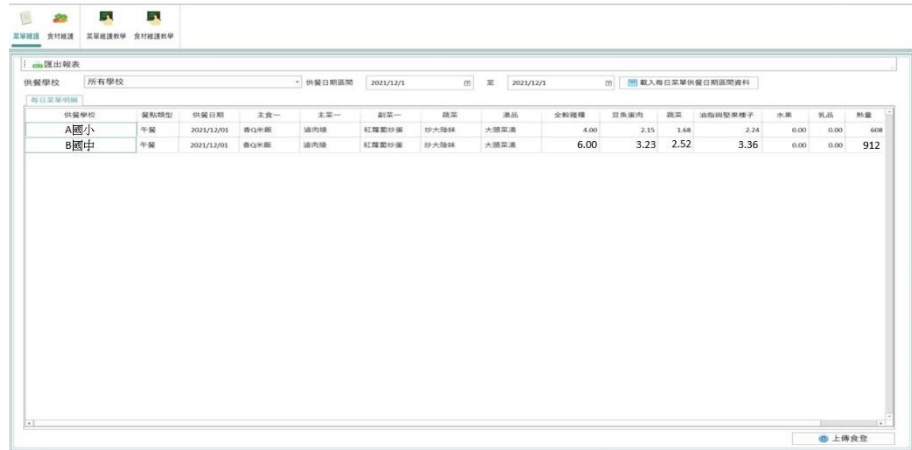 菜單維護 食材維護 菜單維護教學 食材維護教學
匯出報表
供餐學校 所有學校 供餐日期區間 2021/12/1 至 2021/12/1 載入每日菜單供餐日期區間資料
每日菜單明細
供餐學校 餐點類型 供餐日期 主食一 主菜一 副菜一 蔬菜 湯品 全穀雜糧 豆魚蛋肉 蔬菜 油脂與堅果種子 水果 乳品 熱量
A國小 午餐 2021/12/01 香Q米飯 滷肉燥 紅蘿蔔炒蛋 炒大陸妹 大頭菜湯 4.00 2.15 1.68 2.24 0.00 0.00 608
B國中 午餐 2021/12/01 香Q米飯 滷肉燥 紅蘿蔔炒蛋 炒大陸妹 大頭菜湯 6.00 3.23 2.52 3.36 0.00 0.00 912
上傳食登